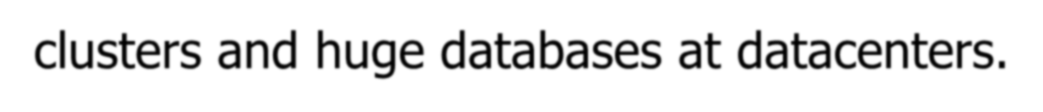 clusters and huge databases at datacenters.